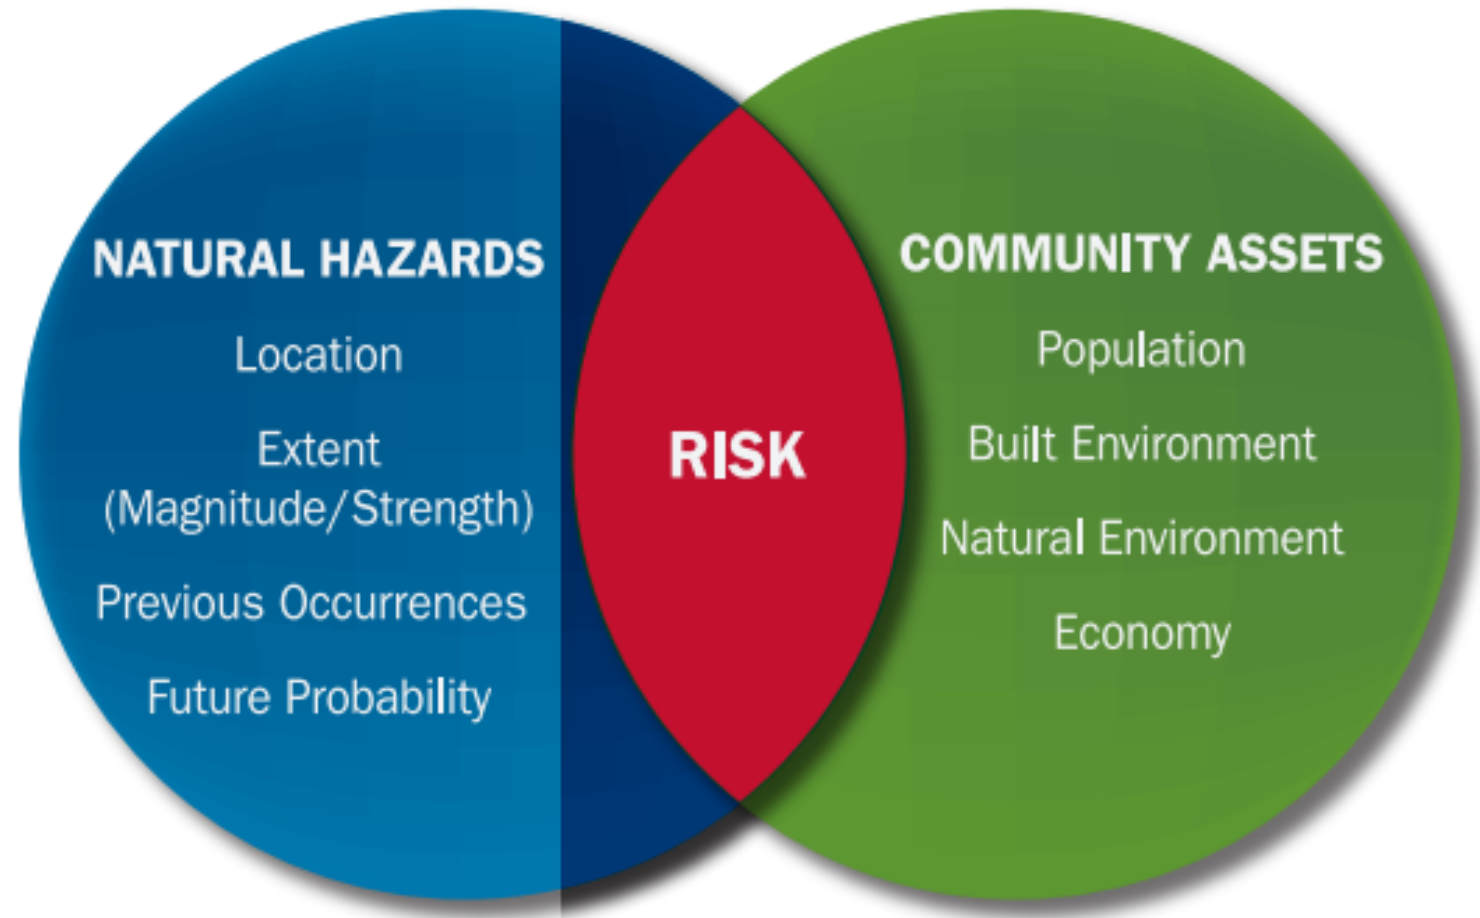 NATURAL HAZARDS
Location
Extent
(Magnitude/Strength)
Previous Occurrences
Future Probability
RISK
COMMUNITY ASSETS
Population
Built Environment
Natural Environment
Economy